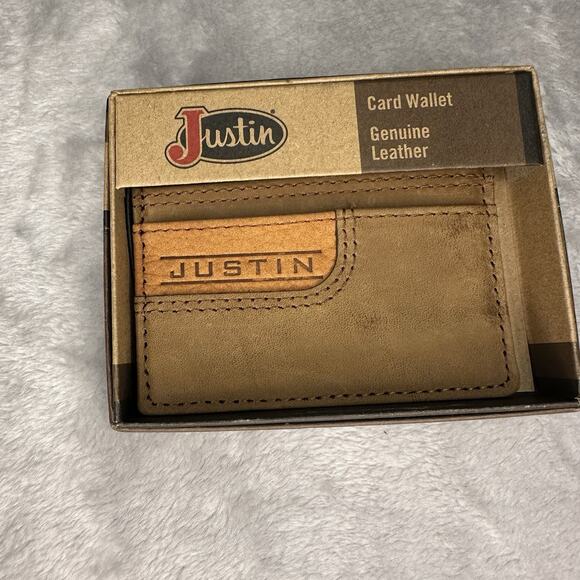 Justin
Card Wallet
Genuine
Leather
JUSTIN